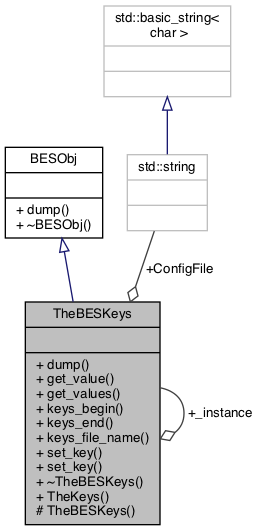 std::basic_string<
char >
BESObj
+ dump()
+ ~BESObj()
std::string
+ConfigFile
TheBESKeys
+ dump()
+ get_value()
+ get_values()
+ keys_begin()
+ keys_end()
+ keys_file_name()
+ set_key()
+ set_key()
+ ~TheBESKeys()
+ TheKeys()
# TheBESKeys()
+_instance